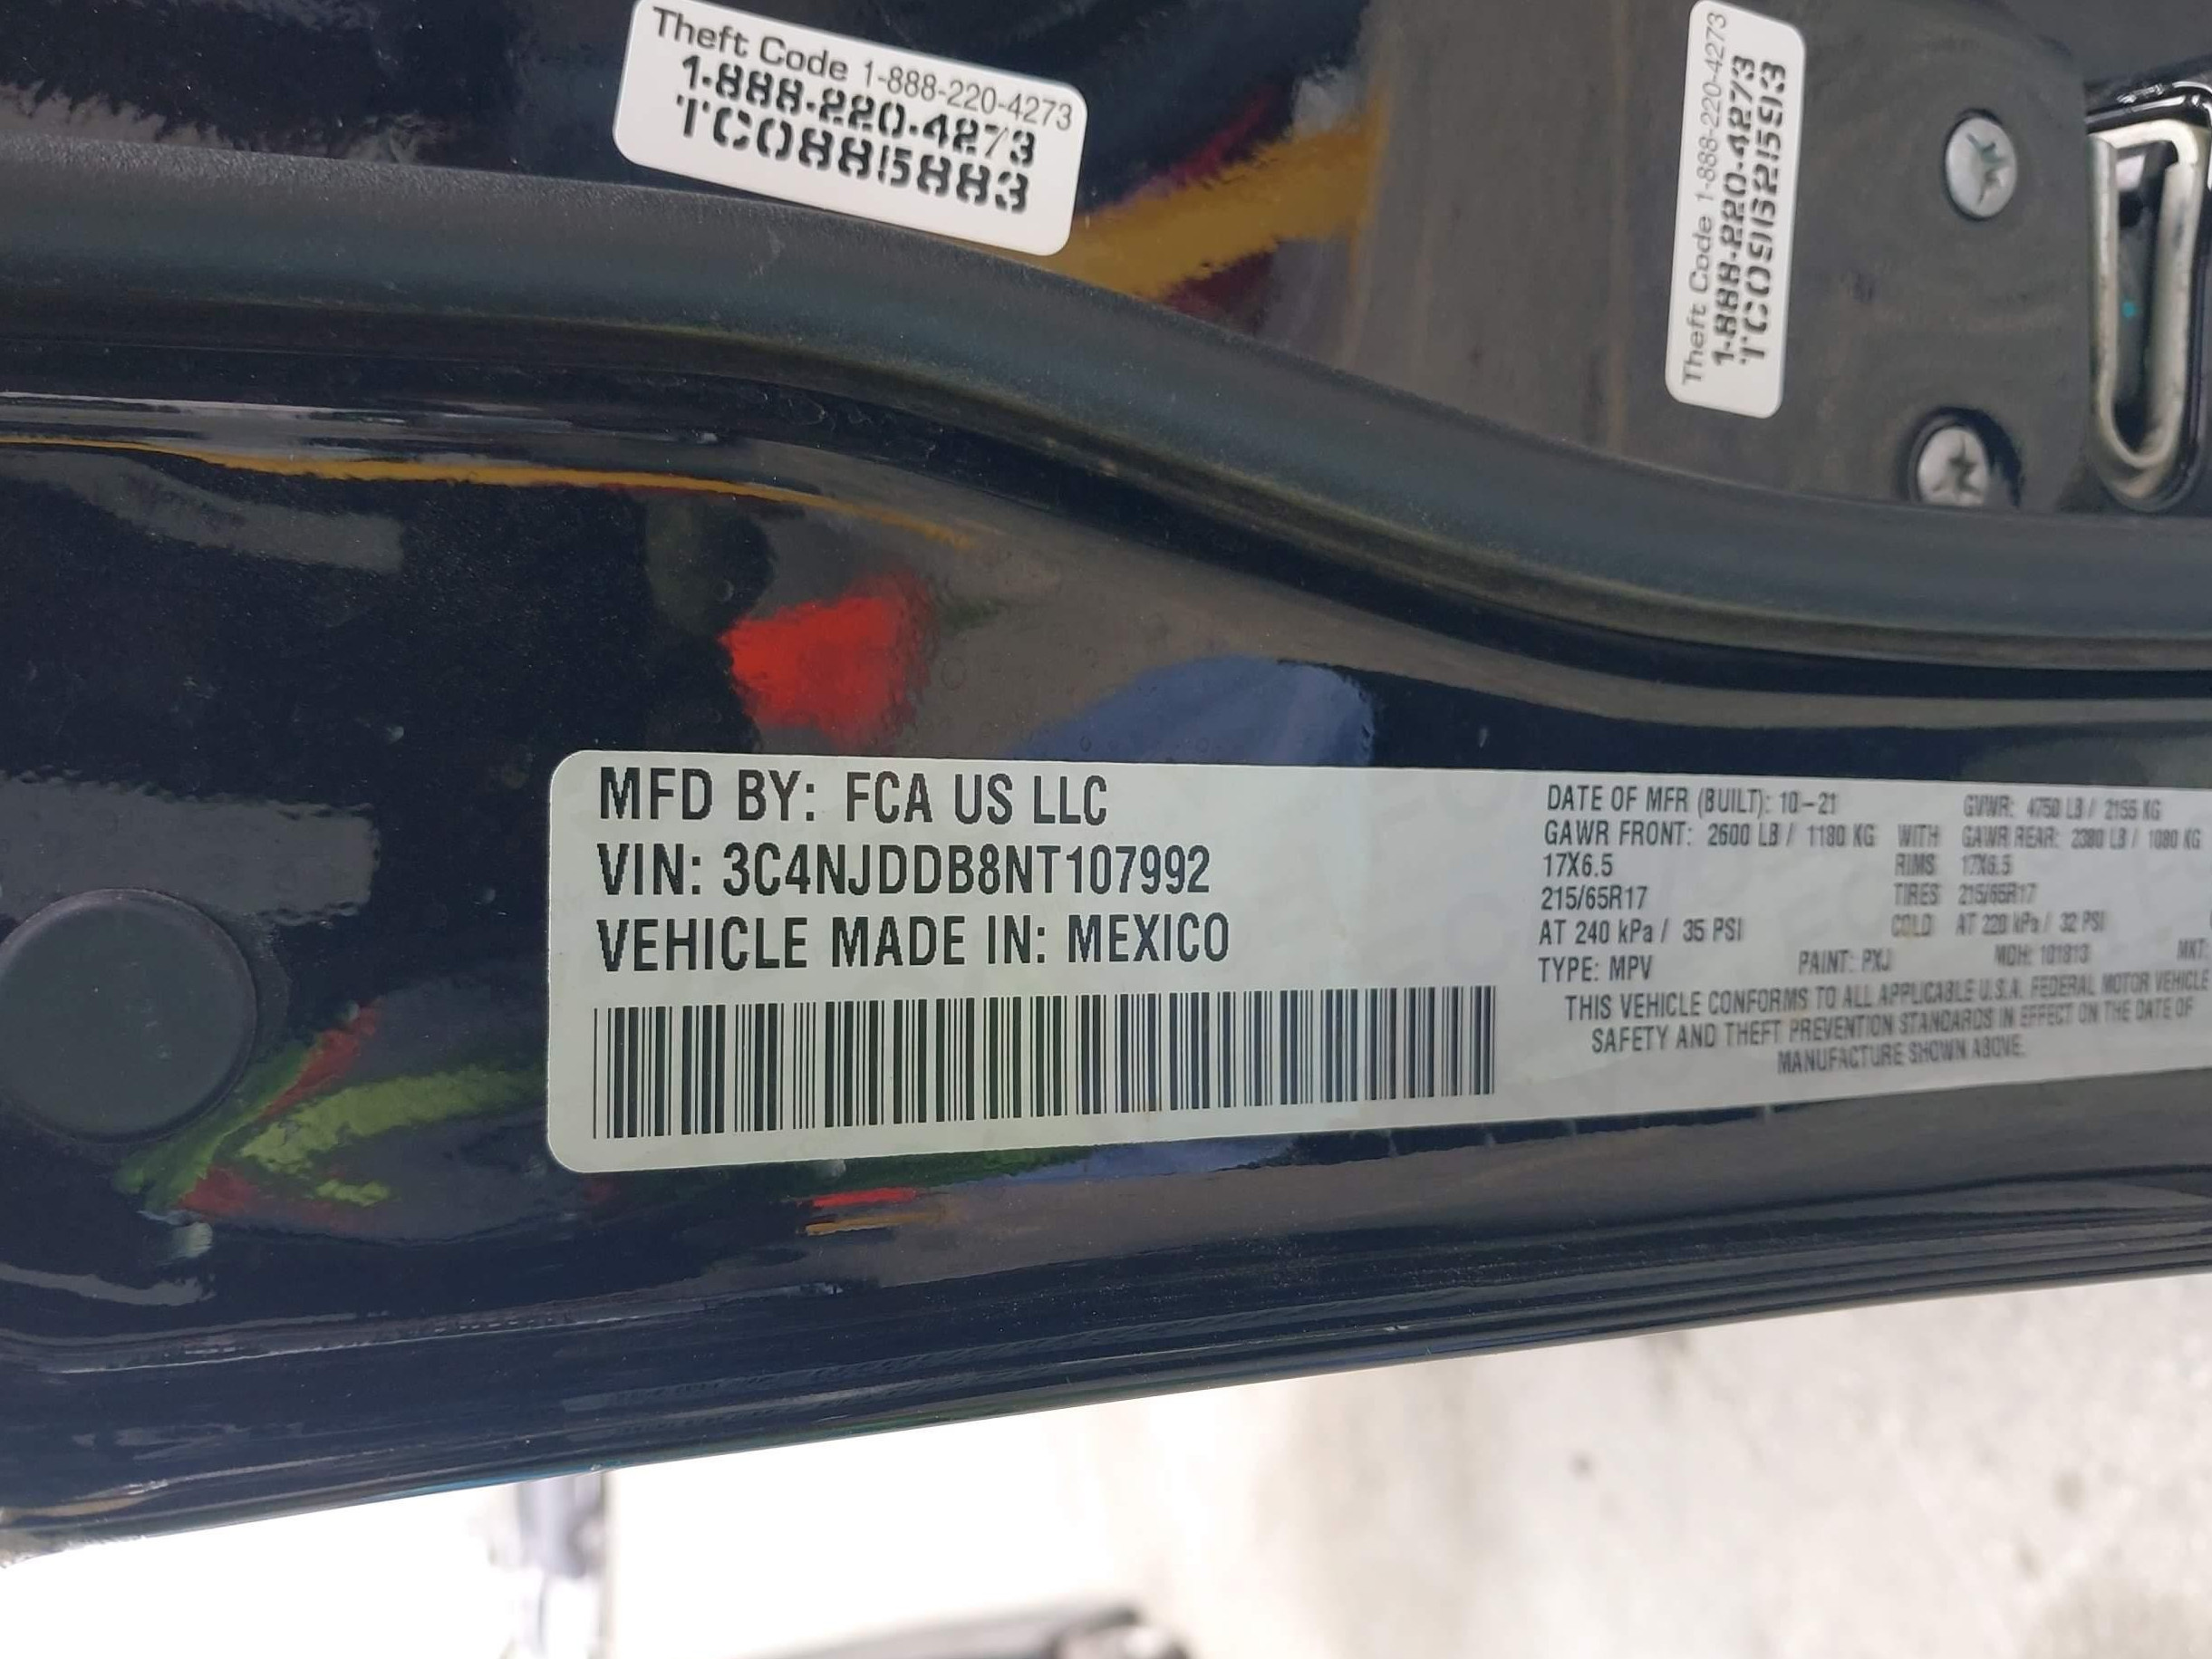 Theft Code 1-888-220-4273
1-888-220-4273
TC0885883
Theft Code 1-888-220-4273
1-888-220-4273
TC091521593
MFD BY: FCA US LLC
VIN: 3C4NJDDB8NT107992
VEHICLE MADE IN: MEXICO
DATE OF MFR (BUILT): 10-21 GVWR: 4750 LB / 2155 KG
GAWR FRONT: 2600 LB / 1180 KG WITH GAWR REAR: 2380 LB / 1080 KG
17X6.5 RIMS 17X6.5
215/65R17 TIRES 215/65R17
AT 240 kPa / 35 PSI COLD AT 220 kPa / 32 PSI
TYPE: MPV PAINT: PXJ MDH: 101813 MKT:
THIS VEHICLE CONFORMS TO ALL APPLICABLE U.S.A. FEDERAL MOTOR VEHICLE
SAFETY AND THEFT PREVENTION STANDARDS IN EFFECT ON THE DATE OF
MANUFACTURE SHOWN ABOVE.